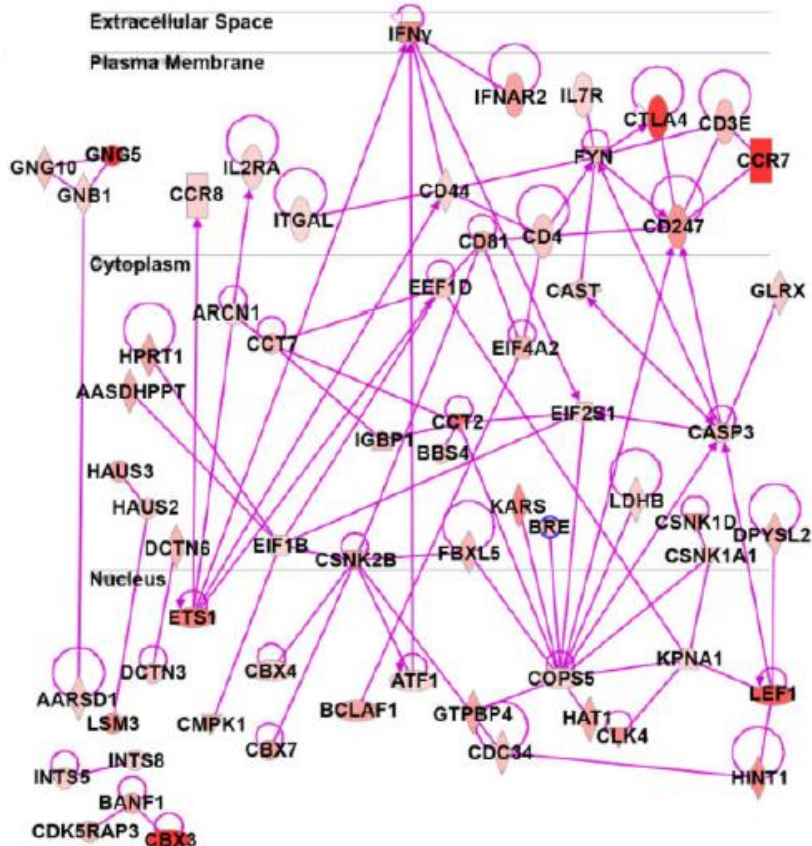 Extracellular Space
IFNγ
Plasma Membrane
IFNAR2
IL7R
CTLA4
CD3E
GNG5
FYN
GNG10
IL2RA
CCR7
GNB1
CCR8
CD44
ITGAL
CD247
CD81
CD4
Cytoplasm
EEF1D
CAST
GLRX
ARCN1
CCT7
EIF4A2
HPRT1
AASDHPPT
EIF2S1
CCT2
IGBP1
CASP3
BBS4
HAUS3
LDHB
KARS
HAUS2
CSNK1D
BRE
DPYSL2
DCTN6
EIF1B
FBXL5
CSNK2B
CSNK1A1
Nucleus
ETS1
KPNA1
DCTN3
CBX4
ATF1
COPS5
AARSD1
LEF1
BCLAF1
GTPBP4
LSM3
CMPK1
HAT1
CLK4
CBX7
CDC34
INTS8
INTS5
HINT1
BANF1
CDK5RAP3
CBX3